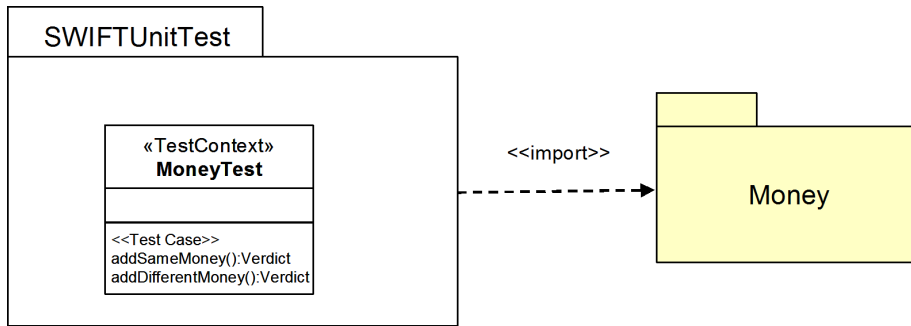 SWIFTUnitTest
«TestContext»
MoneyTest
<<Test Case>>
addSameMoney():Verdict
addDifferentMoney():Verdict
<<import>>
Money